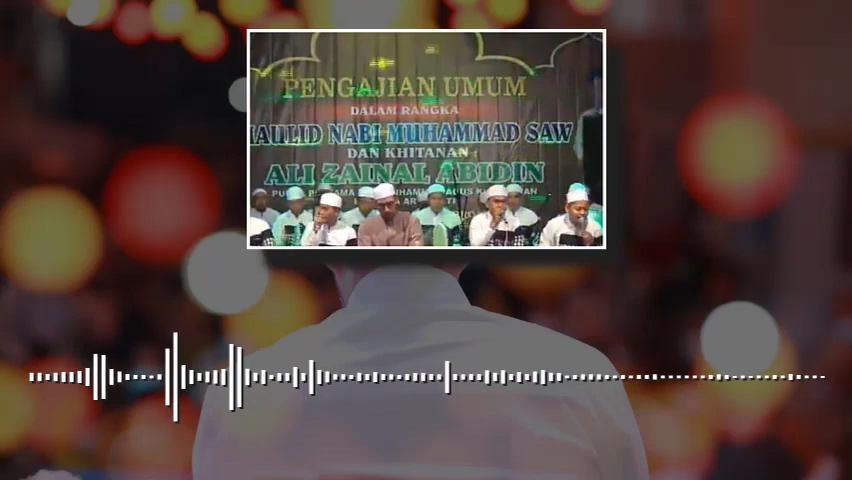 PENGAJIAN UMUM
DALAM RANGKA
MAULID NABI MUHAMMAD SAW
DAN KHITANAN
ALI ZAINAL ABIDIN